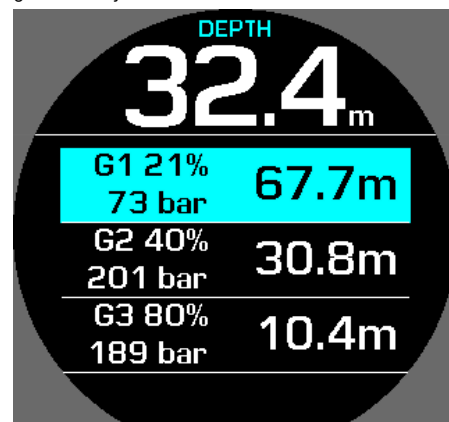 DEPTH
32.4m
G1 21%
73 bar
67.7m
G2 40%
201 bar
30.8m
G3 80%
189 bar
10.4m